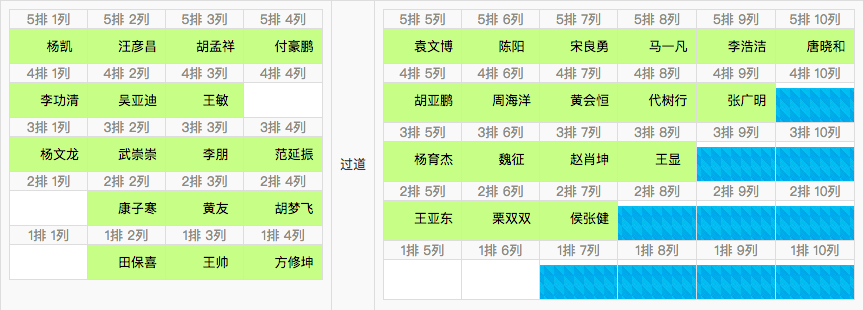 5排 1列 5排 2列 5排 3列 5排 4列 5排 5列 5排 6列 5排 7列 5排 8列 5排 9列 5排 10列
杨凯 汪彦昌 胡孟祥 付豪鹏 袁文博 陈阳 宋良勇 马一凡 李浩洁 唐晓和
4排 1列 4排 2列 4排 3列 4排 4列 4排 5列 4排 6列 4排 7列 4排 8列 4排 9列 4排 10列
李功清 吴亚迪 王敏 胡亚鹏 周海洋 黄会恒 代树行 张广明
3排 1列 3排 2列 3排 3列 3排 4列 3排 5列 3排 6列 3排 7列 3排 8列 3排 9列 3排 10列
杨文龙 武崇崇 李朋 范延振 过道 杨育杰 魏征 赵肖坤 王显
2排 1列 2排 2列 2排 3列 2排 4列 2排 5列 2排 6列 2排 7列 2排 8列 2排 9列 2排 10列
康子寒 黄友 胡梦飞 王亚东 栗双双 侯张健
1排 1列 1排 2列 1排 3列 1排 4列 1排 5列 1排 6列 1排 7列 1排 8列 1排 9列 1排 10列
田保喜 王帅 方修坤